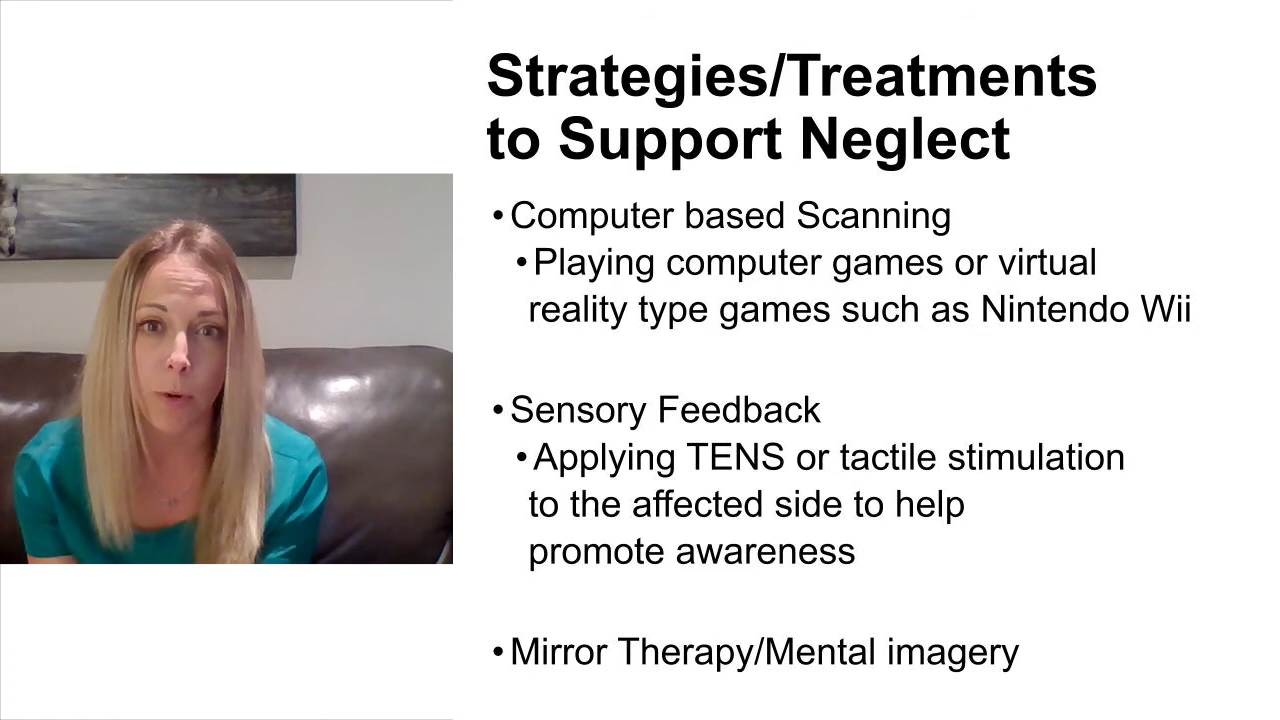 Strategies/Treatments
to Support Neglect
• Computer based Scanning
• Playing computer games or virtual
reality type games such as Nintendo Wii
• Sensory Feedback
• Applying TENS or tactile stimulation
to the affected side to help
promote awareness
• Mirror Therapy/Mental imagery